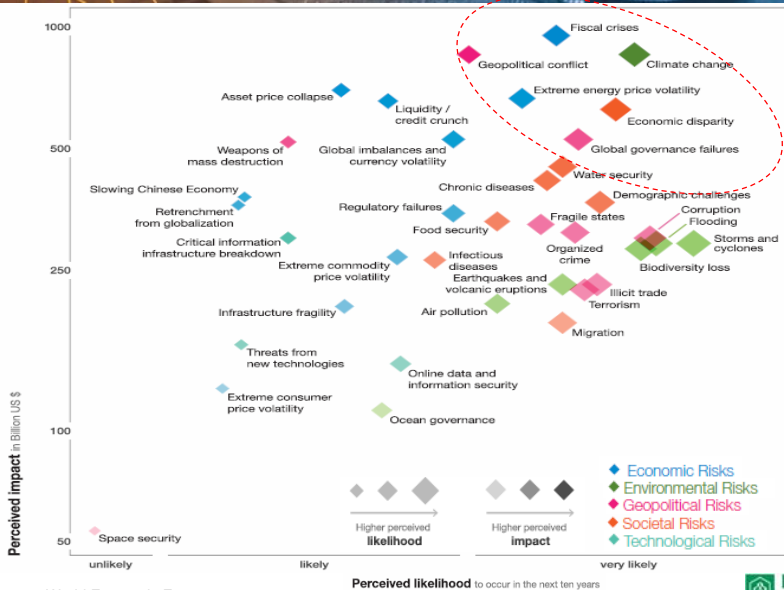 1000
Fiscal crises
Geopolitical conflict
Climate change
Asset price collapse
Extreme energy price volatility
Liquidity /
credit crunch
Economic disparity
500
Weapons of
mass destruction
Global imbalances and
currency volatility
Global governance failures
Water security
Chronic diseases
Slowing Chinese Economy
Demographic challenges
Retrenchment
from globalization
Regulatory failures
Food security
Fragile states
Corruption
Flooding
Critical information
infrastructure breakdown
Organized
crime
Storms and
cyclones
250
Extreme commodity
price volatility
Infectious
diseases
Biodiversity loss
Earthquakes and
volcanic eruptions
Illicit trade
Infrastructure fragility
Air pollution
Terrorism
Migration
Threats from
new technologies
Online data and
information security
Extreme consumer
price volatility
Ocean governance
100
Perceived impact in Billion US $
Economic Risks
Environmental Risks
Geopolitical Risks
Societal Risks
Technological Risks
Higher perceived
likelihood
Higher perceived
impact
50
Space security
unlikely
likely
very likely
Perceived likelihood to occur in the next ten years